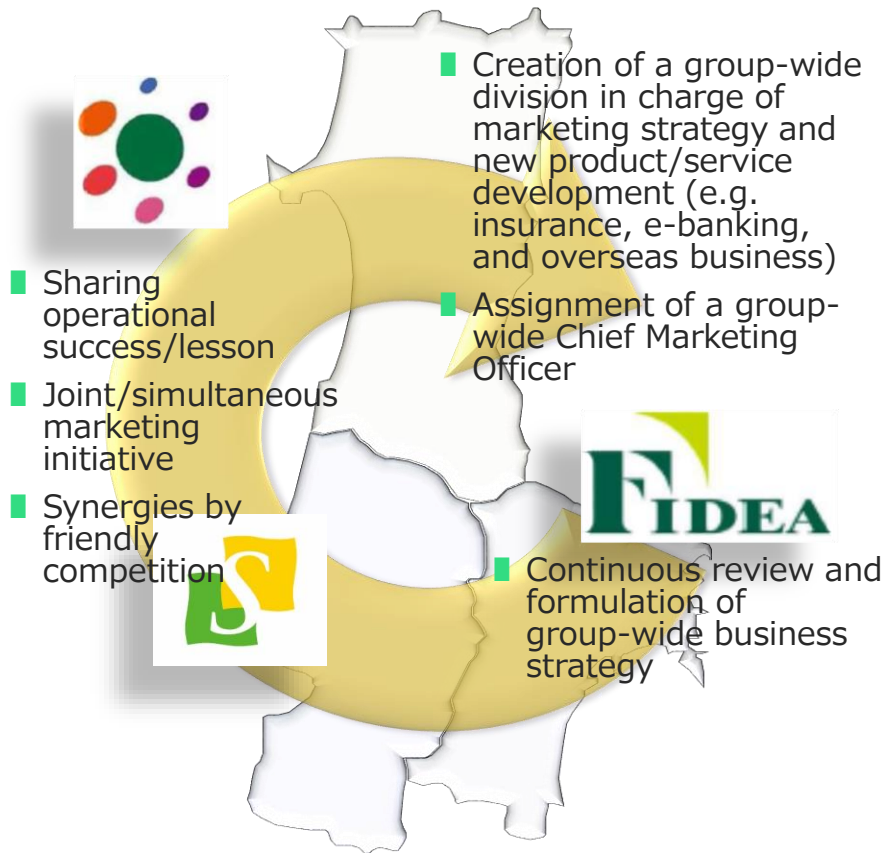 ■ Creation of a group-wide
division in charge of
marketing strategy and
new product/service
development (e.g.
insurance, e-banking,
and overseas business)
■ Assignment of a group-
wide Chief Marketing
Officer
■ Sharing
operational
success/lesson
■ Joint/simultaneous
marketing
initiative
■ Synergies by
friendly
competition
S
FIDEA
■ Continuous review and
formulation of
group-wide business
strategy